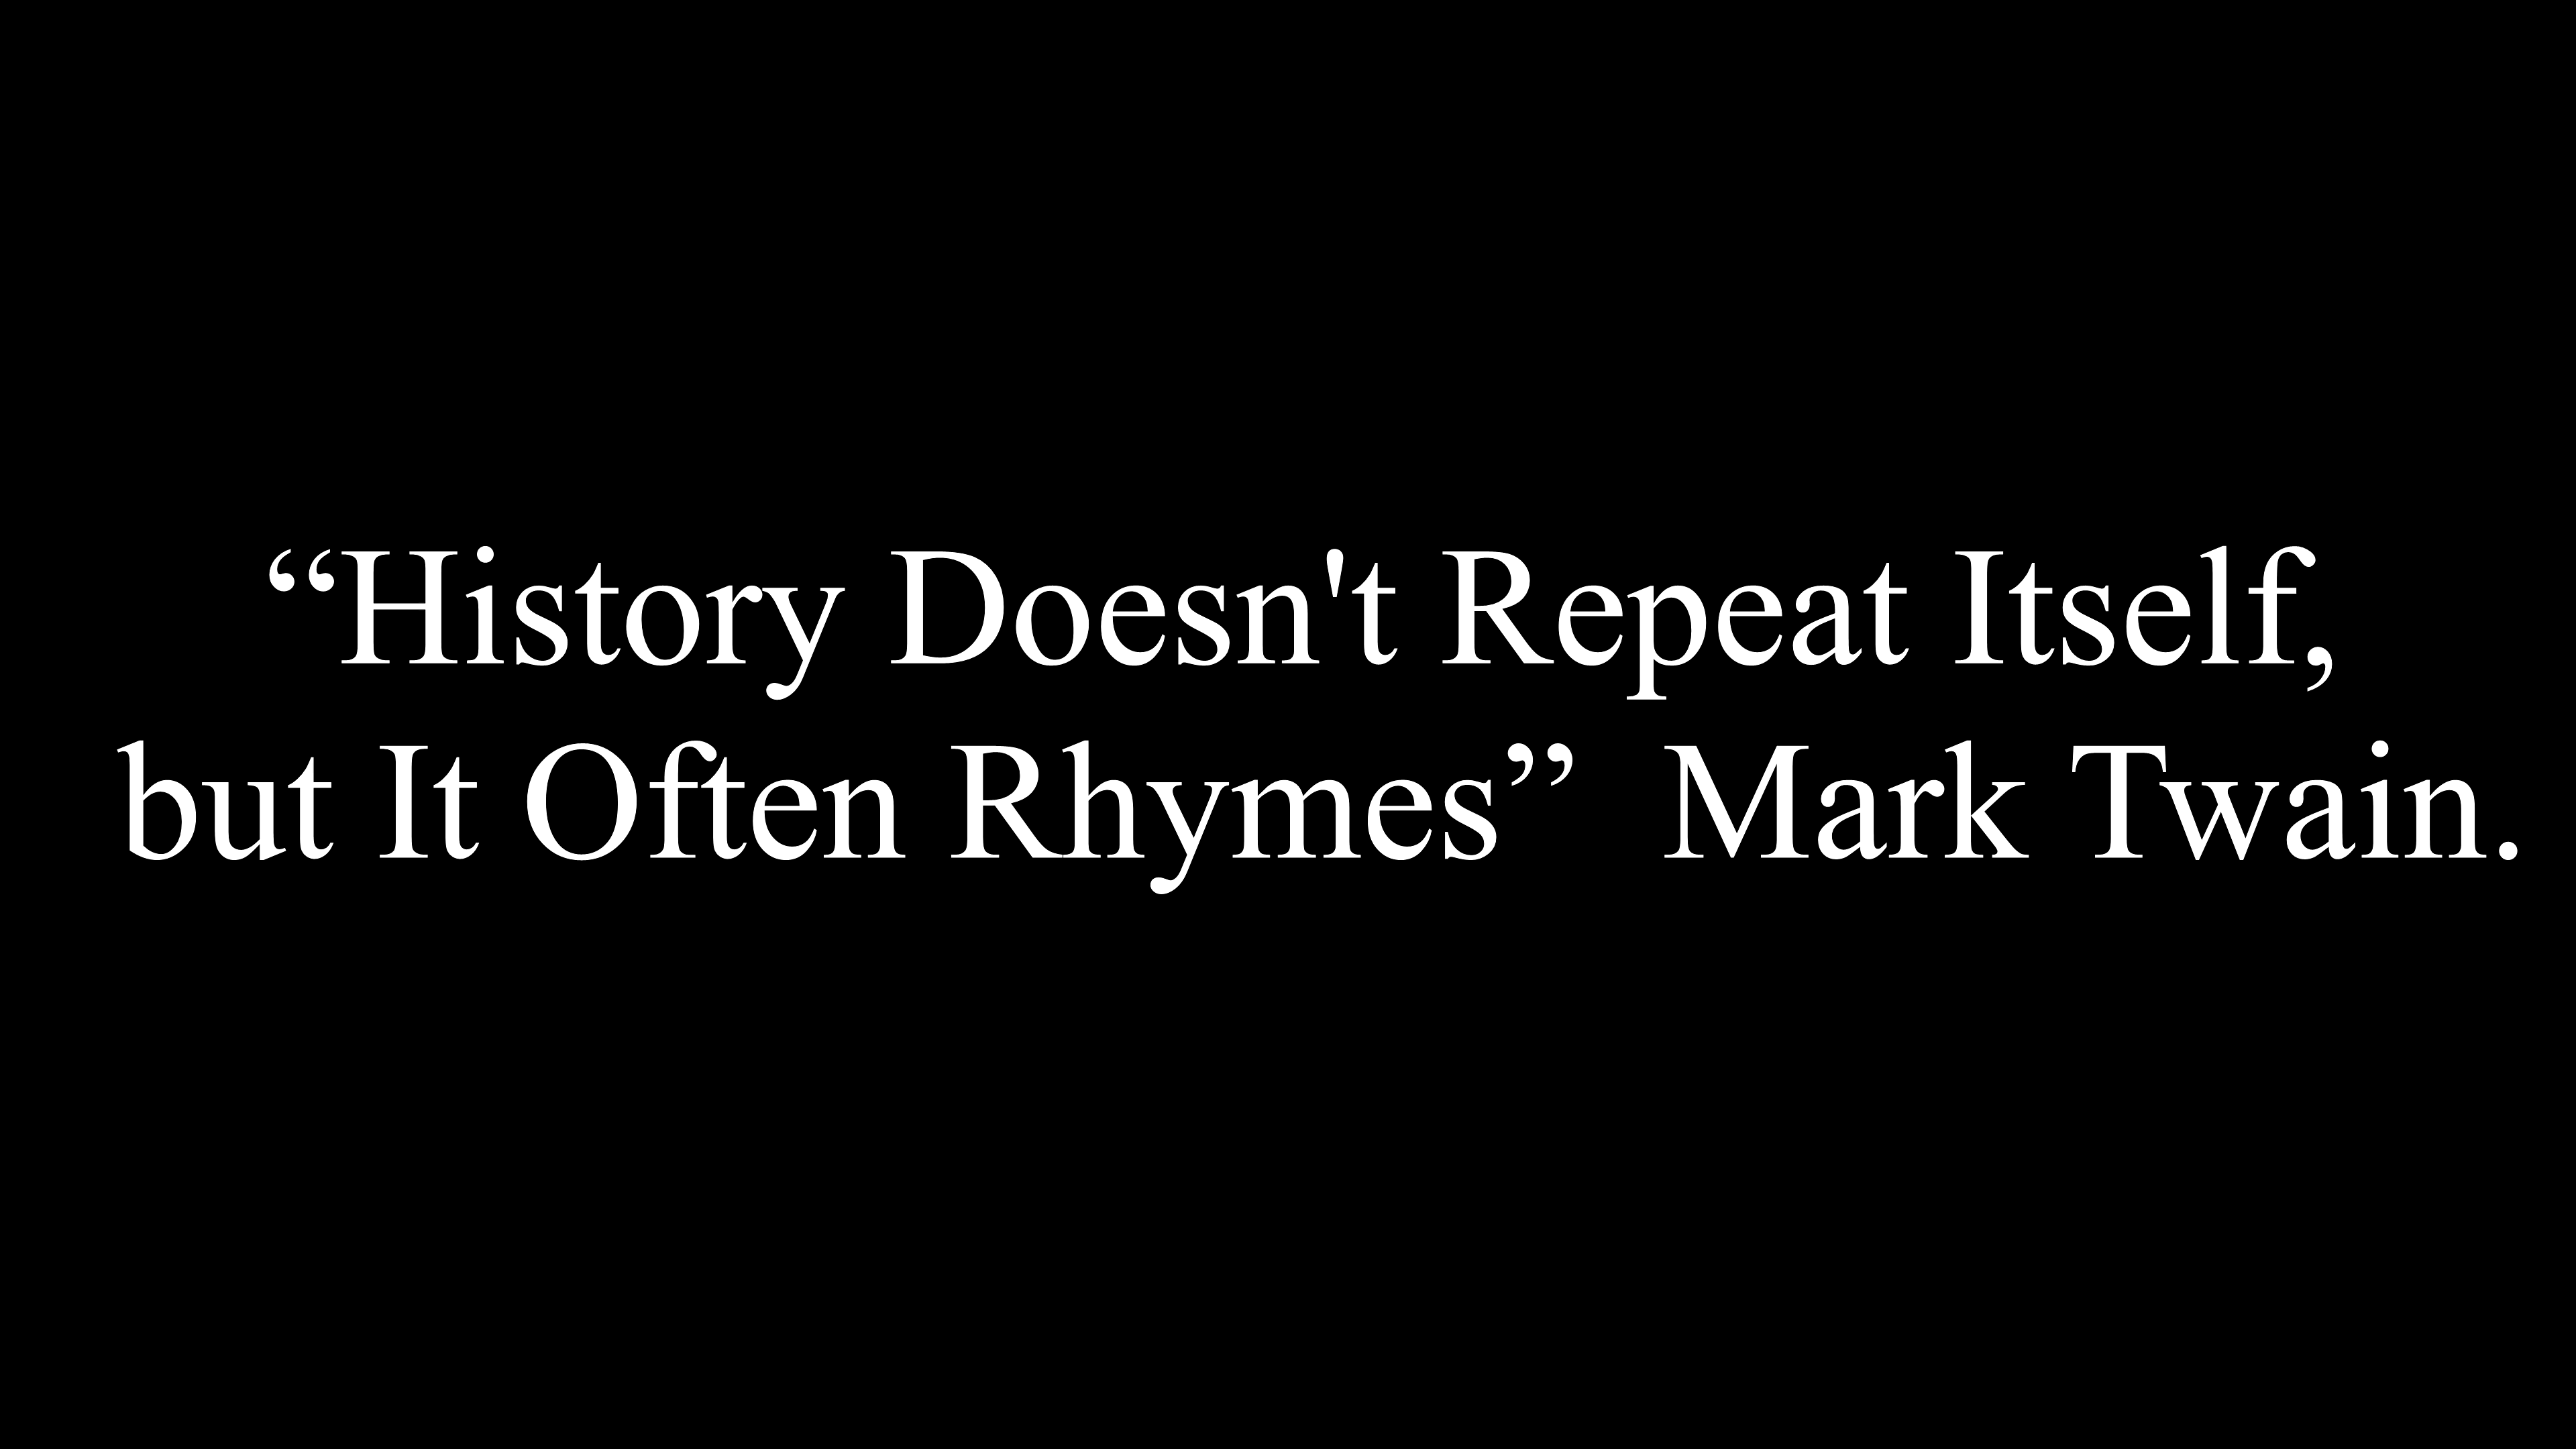 “History Doesn't Repeat Itself,
but It Often Rhymes”  Mark Twain.